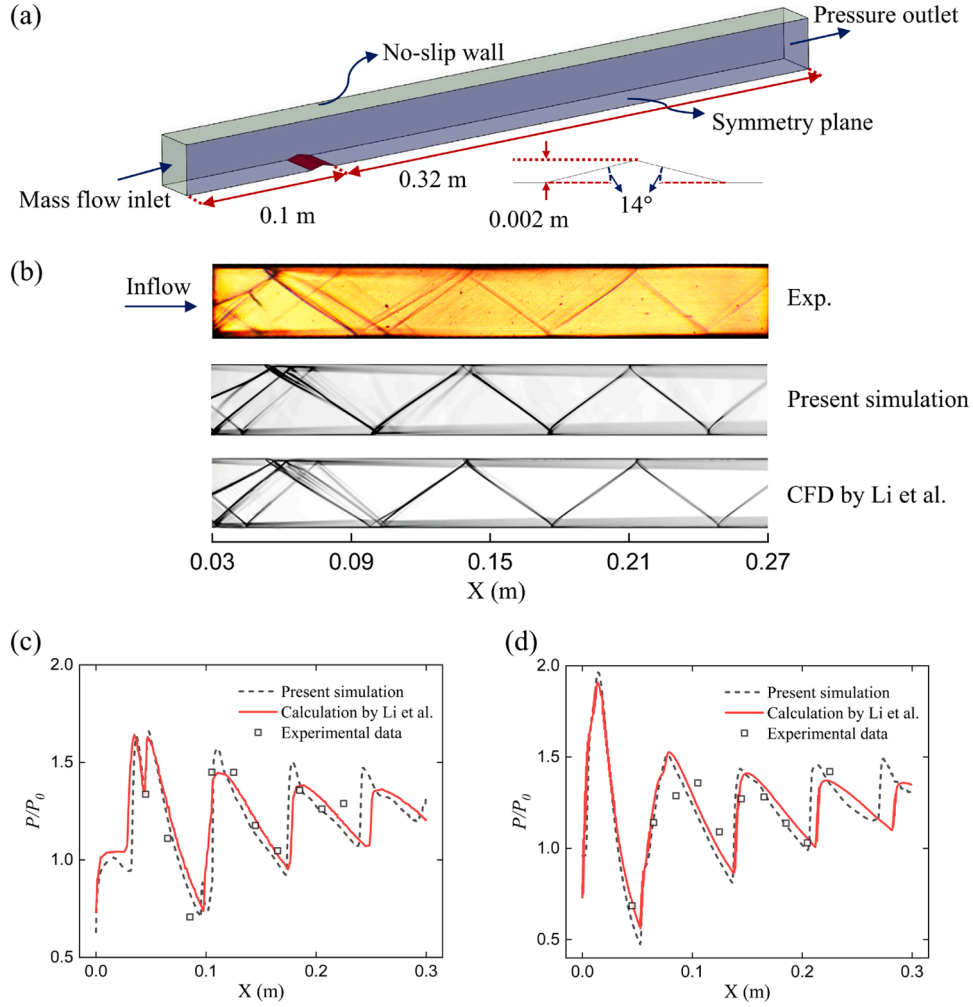 (a)
No-slip wall
Pressure outlet
Symmetry plane
Mass flow inlet
0.1 m
0.32 m
0.002 m
14°
(b)
Inflow
Exp.
Present simulation
CFD by Li et al.
0.03 0.09 0.15 0.21 0.27
X (m)
(c)
2.0
1.5
1.0
0.5
P/P0
Present simulation
Calculation by Li et al.
Experimental data
0.0 0.1 0.2 0.3
X (m)
(d)
2.0
1.5
1.0
0.5
P/P0
Present simulation
Calculation by Li et al.
Experimental data
0.0 0.1 0.2 0.3
X (m)